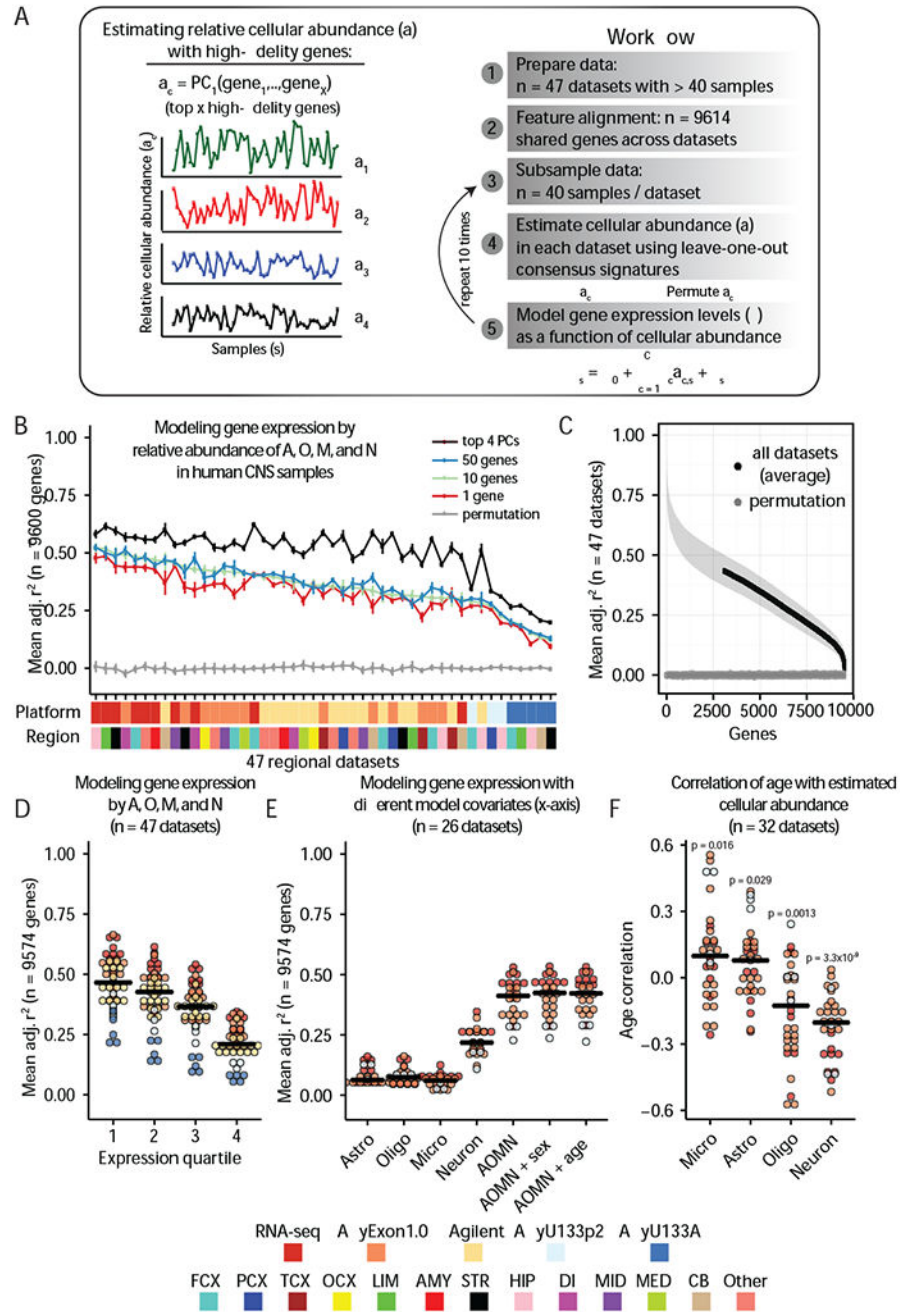 A
Estimating relative cellular abundance (a)
with high- delity genes:
a_c = PC_1(gene_1,..,gene_x)
(top x high- delity genes)
Relative cellular abundance (a_c)
a_1
a_2
a_3
a_4
Samples (s)
Work ow
1 Prepare data:
n = 47 datasets with > 40 samples
2 Feature alignment: n = 9614
shared genes across datasets
3 Subsample data:
n = 40 samples / dataset
4 Estimate cellular abundance (a)
in each dataset using leave-one-out
consensus signatures
repeat 10 times
a_c Permute a_c
5 Model gene expression levels ( )
as a function of cellular abundance
C
s = 0 + c a_c,s + s
c = 1
B
Modeling gene expression by
relative abundance of A, O, M, and N
in human CNS samples
Mean adj. r² (n = 9600 genes)
1.00
0.75
0.50
0.25
0.00
top 4 PCs
50 genes
10 genes
1 gene
permutation
Platform
Region
47 regional datasets
C
Mean adj. r² (n = 47 datasets)
1.00
0.75
0.50
0.25
0.00
all datasets
(average)
permutation
0 2500 5000 7500 10000
Genes
D
Modeling gene expression
by A, O, M, and N
(n = 47 datasets)
Mean adj. r² (n = 9574 genes)
1.00
0.75
0.50
0.25
0.00
1 2 3 4
Expression quartile
E
Modeling gene expression with
di erent model covariates (x-axis)
(n = 26 datasets)
Mean adj. r² (n = 9574 genes)
1.00
0.75
0.50
0.25
0.00
Astro
Oligo
Micro
Neuron
AOMN
AOMN + sex
AOMN + age
F
Correlation of age with estimated
cellular abundance
(n = 32 datasets)
Age correlation
0.6
0.3
0.0
−0.3
−0.6
p = 0.016
p = 0.029
p = 0.0013
p = 3.3x10⁻⁹
Micro
Astro
Oligo
Neuron
RNA-seq A yExon1.0 Agilent A yU133p2 A yU133A
FCX PCX TCX OCX LIM AMY STR HIP DI MID MED CB Other